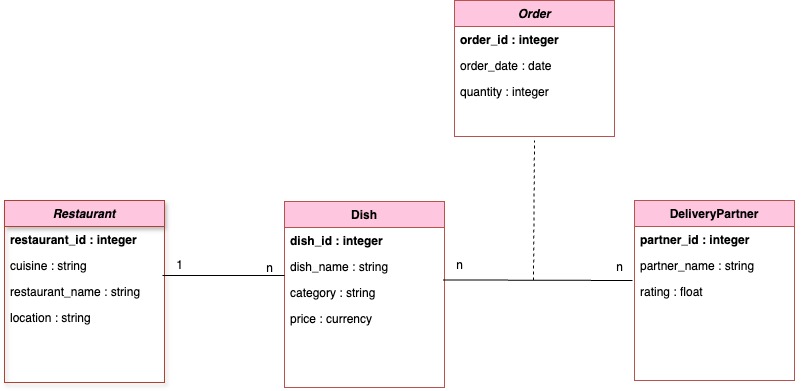 Order
order_id : integer
order_date : date
quantity : integer
Restaurant
restaurant_id : integer
cuisine : string
restaurant_name : string
location : string
1
n
Dish
dish_id : integer
dish_name : string
category : string
price : currency
n
n
DeliveryPartner
partner_id : integer
partner_name : string
rating : float